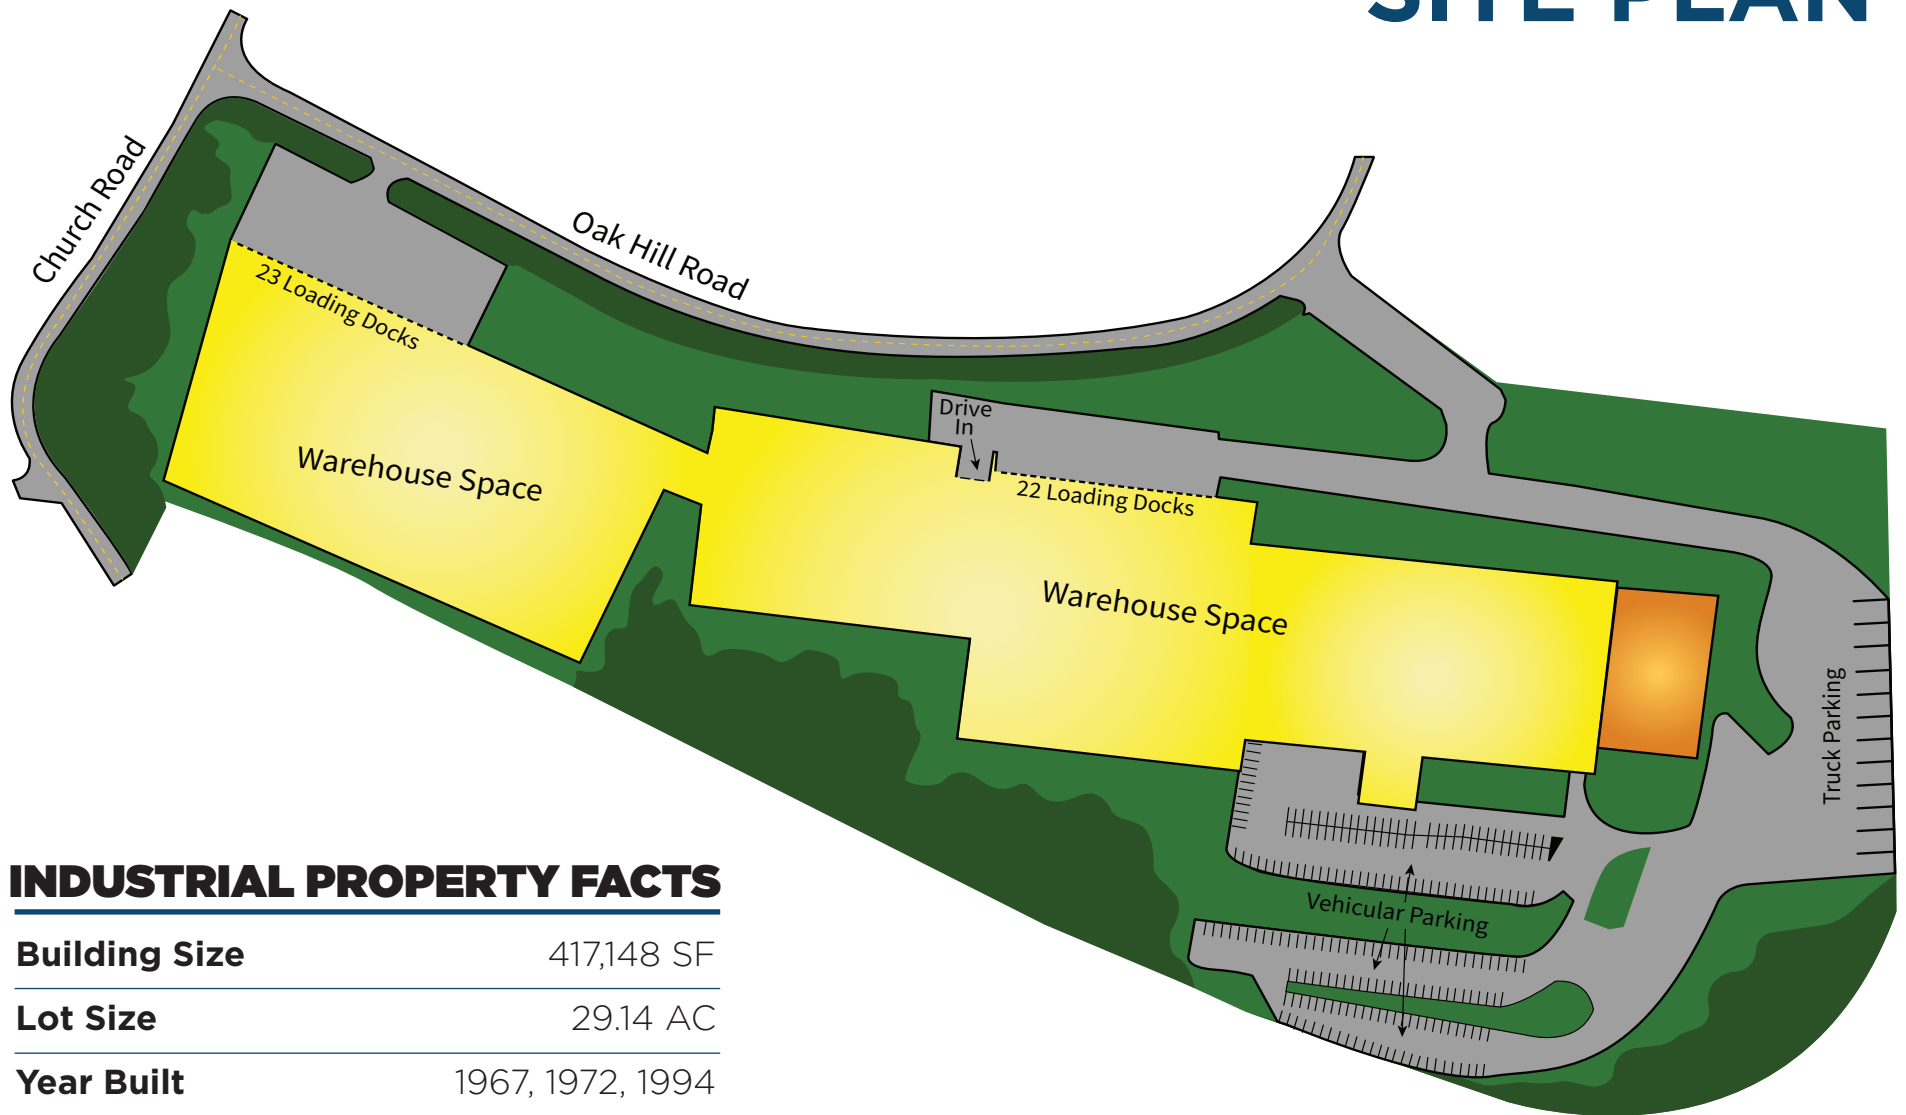 SITE PLAN
Church Road
Oak Hill Road
23 Loading Docks
Drive
In
22 Loading Docks
Warehouse Space
Warehouse Space
Truck Parking
Vehicular Parking
INDUSTRIAL PROPERTY FACTS
Building Size 417,148 SF
Lot Size 29.14 AC
Year Built 1967, 1972, 1994